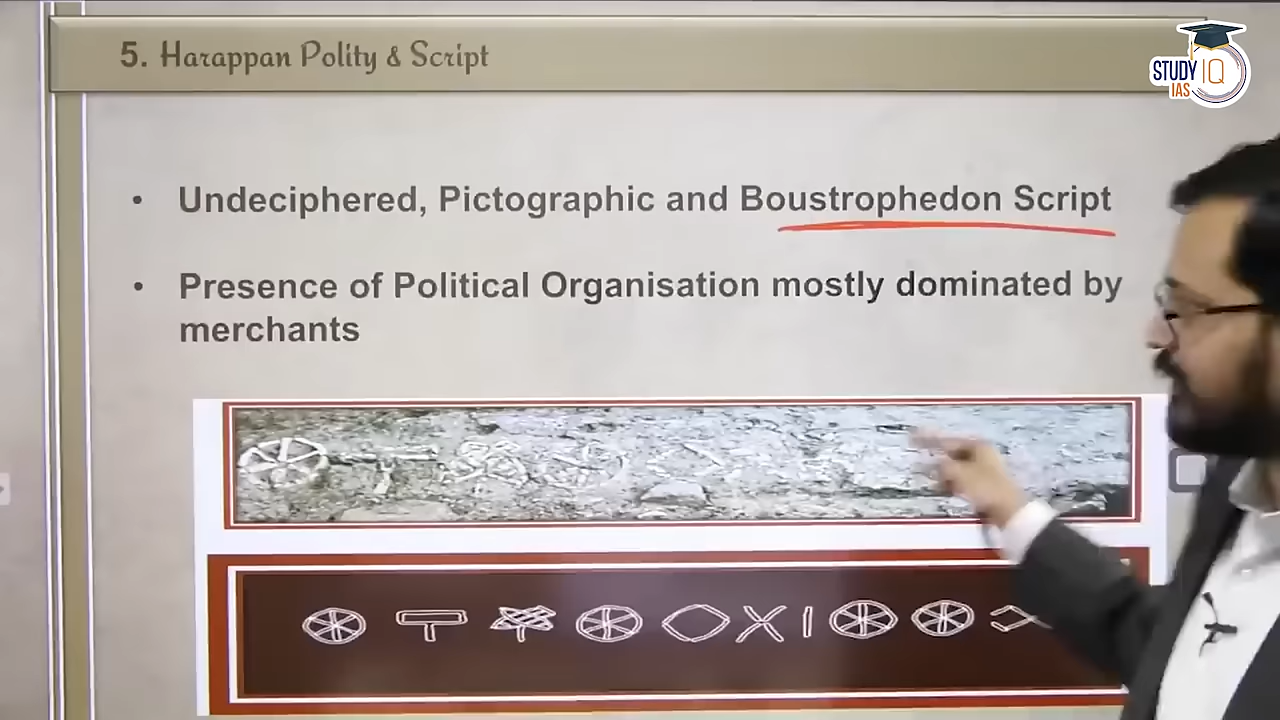 5. Harappan Polity & Script
STUDY IQ
IAS
• Undeciphered, Pictographic and Boustrophedon Script
• Presence of Political Organisation mostly dominated by
merchants